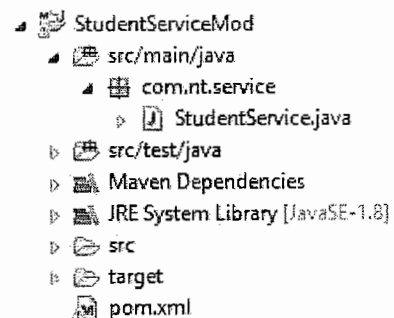 StudentServiceMod
src/main/java
com.nt.service
StudentService.java
src/test/java
Maven Dependencies
JRE System Library [JavaSE-1.8]
src
target
pom.xml